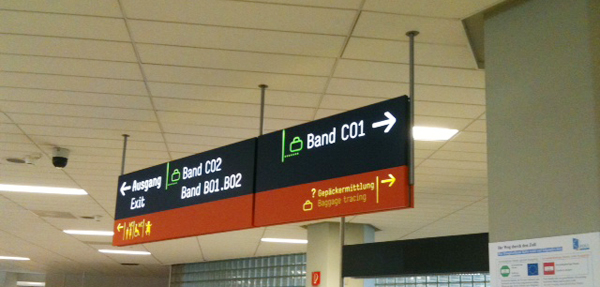 Ausgang
Exit
Band C02
Band B01.B02
Band C01
? Gepäckermittlung
Baggage tracing